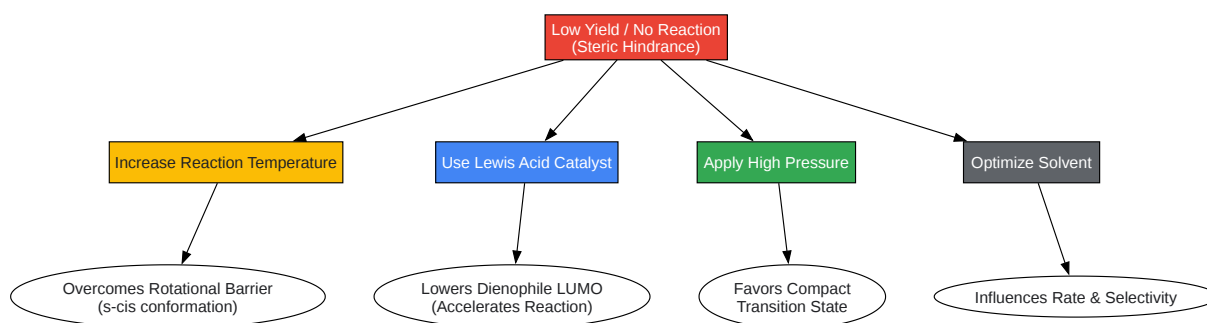 Low Yield / No Reaction
(Steric Hindrance)
Increase Reaction Temperature
Use Lewis Acid Catalyst
Apply High Pressure
Optimize Solvent
Overcomes Rotational Barrier
(s-cis conformation)
Lowers Dienophile LUMO
(Accelerates Reaction)
Favors Compact
Transition State
Influences Rate & Selectivity